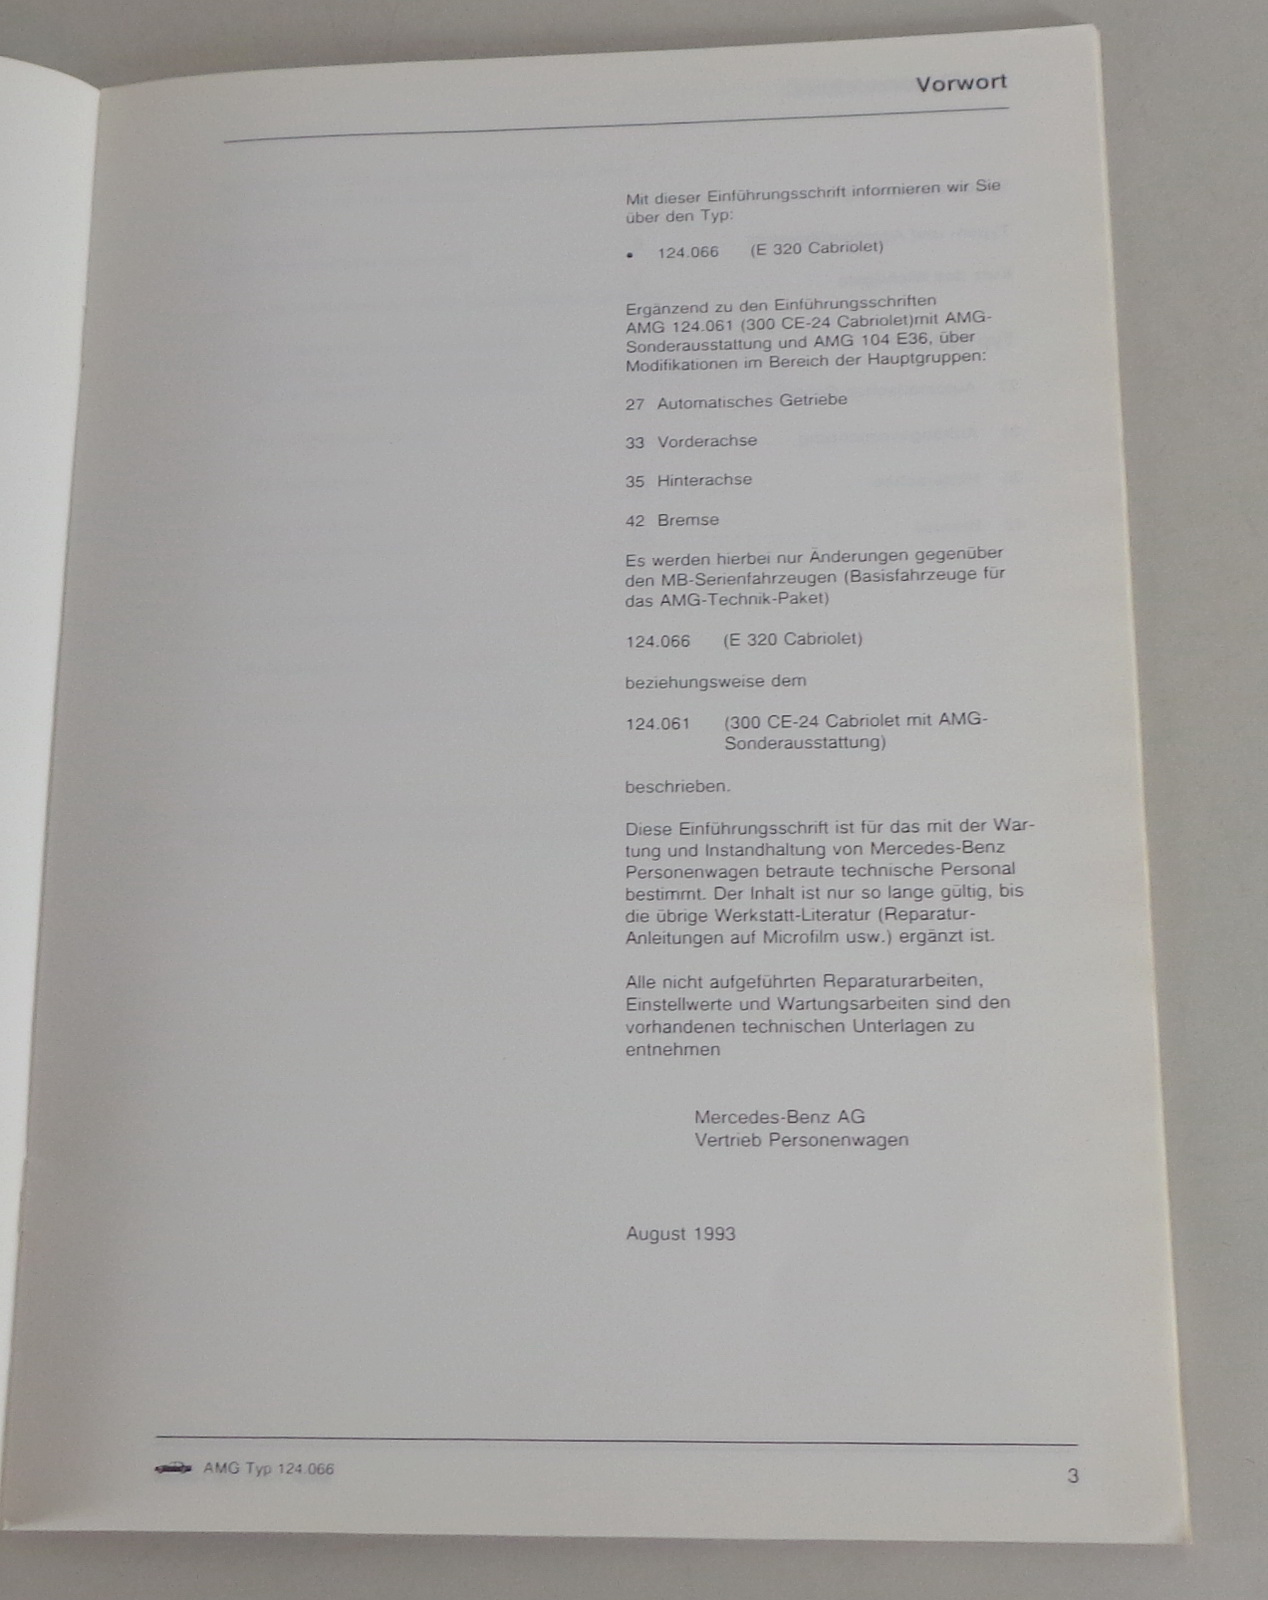 Vorwort
Mit dieser Einführungsschrift informieren wir Sie
über den Typ:
• 124.066 (E 320 Cabriolet)
Ergänzend zu den Einführungsschriften
AMG 124.061 (300 CE-24 Cabriolet)mit AMG-
Sonderausstattung und AMG 104 E36, über
Modifikationen im Bereich der Hauptgruppen:
27 Automatisches Getriebe
33 Vorderachse
35 Hinterachse
42 Bremse
Es werden hierbei nur Änderungen gegenüber
den MB-Serienfahrzeugen (Basisfahrzeuge für
das AMG-Technik-Paket)
124.066 (E 320 Cabriolet)
beziehungsweise dem
124.061 (300 CE-24 Cabriolet mit AMG-
Sonderausstattung)
beschrieben.
Diese Einführungsschrift ist für das mit der War-
tung und Instandhaltung von Mercedes-Benz
Personenwagen betraute technische Personal
bestimmt. Der Inhalt ist nur so lange gültig, bis
die übrige Werkstatt-Literatur (Reparatur-
Anleitungen auf Microfilm usw.) ergänzt ist.
Alle nicht aufgeführten Reparaturarbeiten,
Einstellwerte und Wartungsarbeiten sind den
vorhandenen technischen Unterlagen zu
entnehmen
Mercedes-Benz AG
Vertrieb Personenwagen
August 1993
AMG Typ 124.066
3